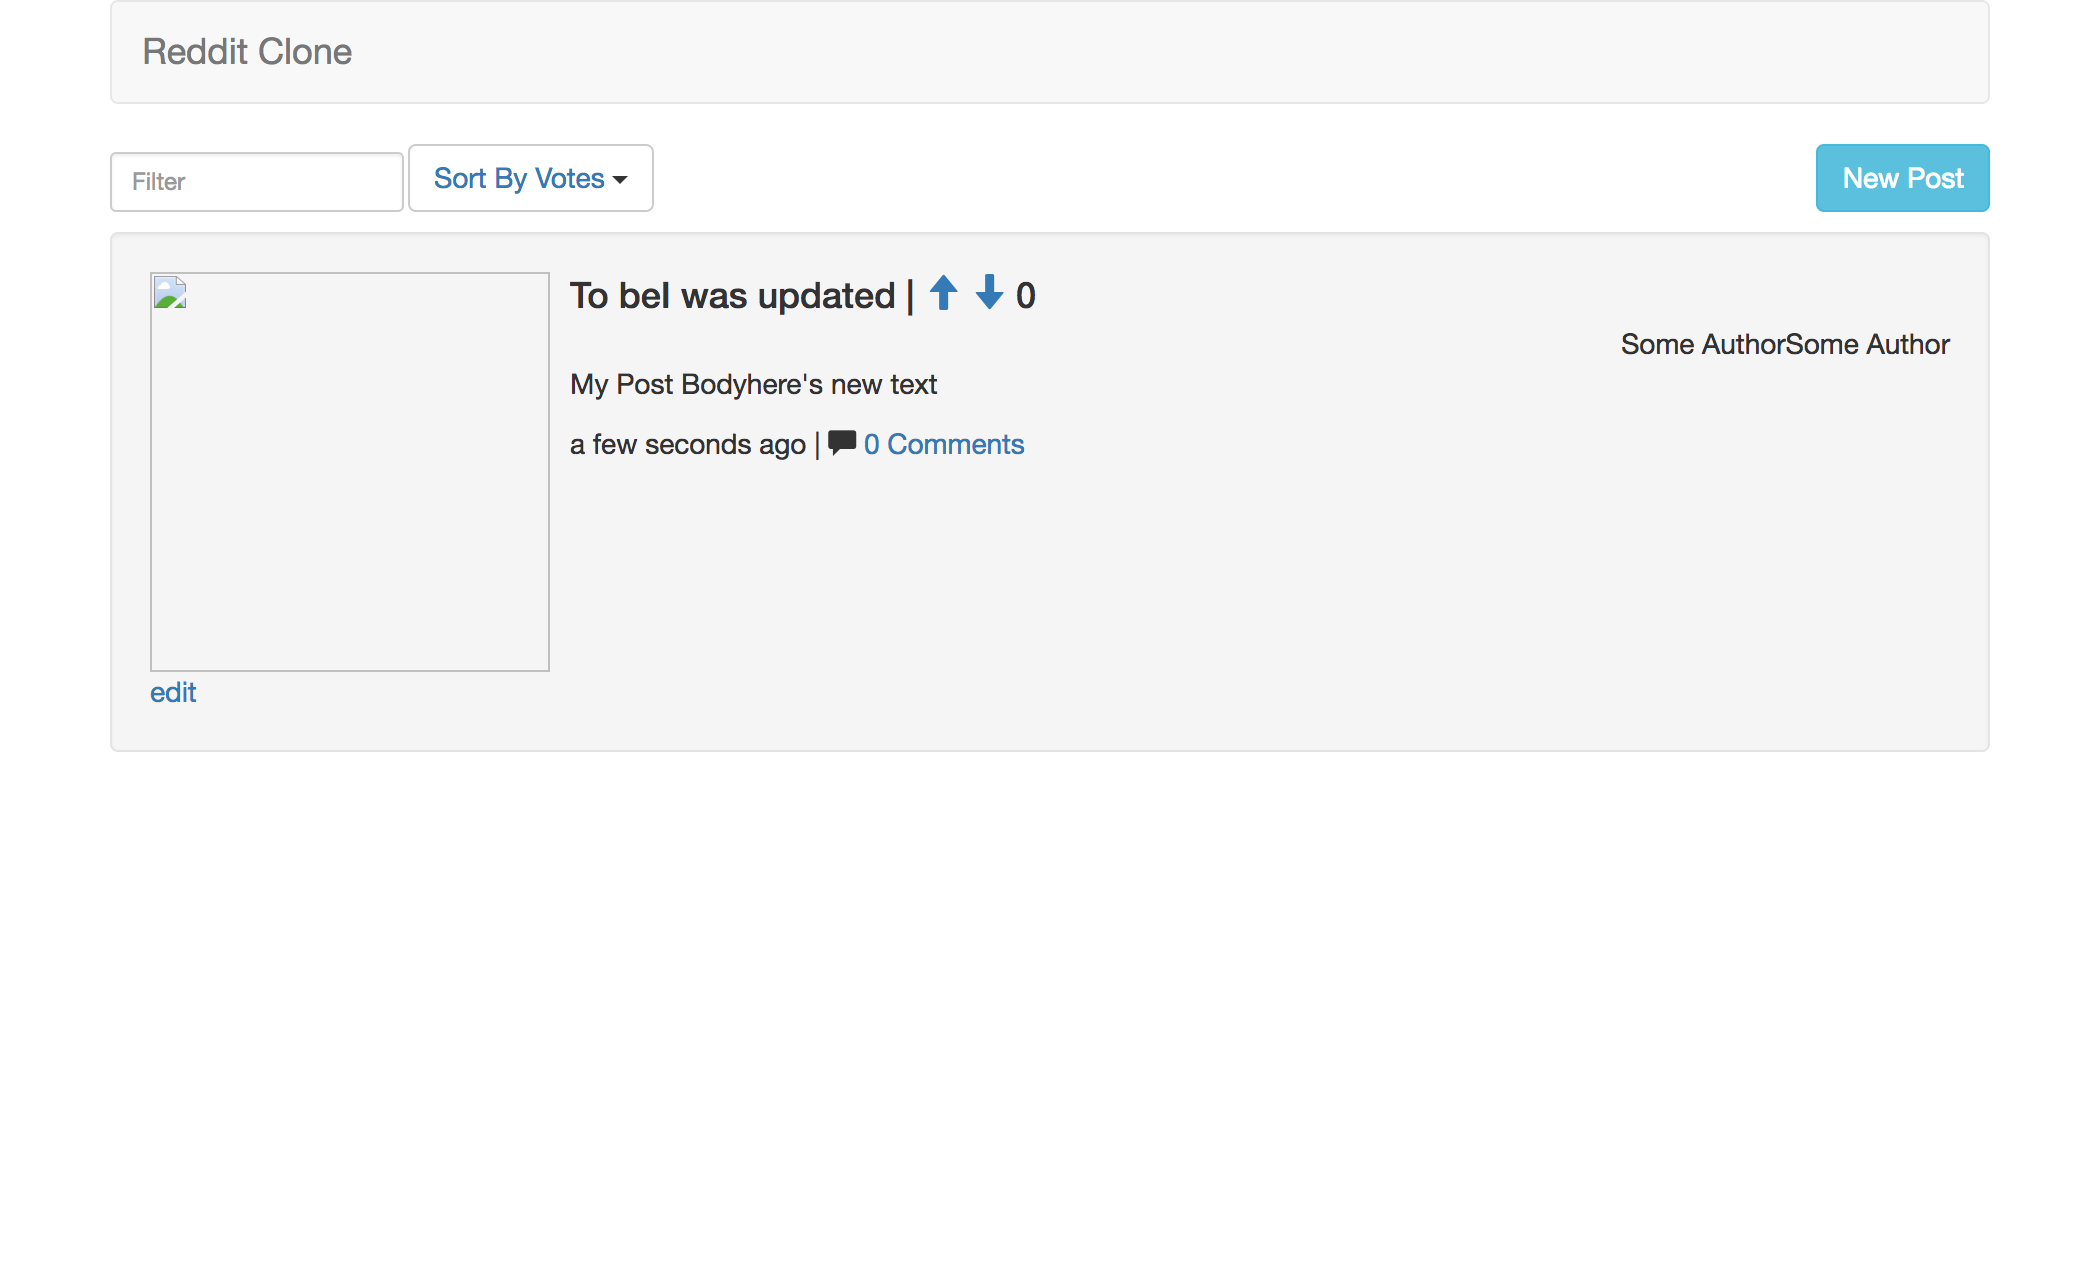 Reddit Clone
Filter
Sort By Votes
New Post
To beI was updated | 0
Some AuthorSome Author
My Post Bodyhere's new text
a few seconds ago | 0 Comments
edit